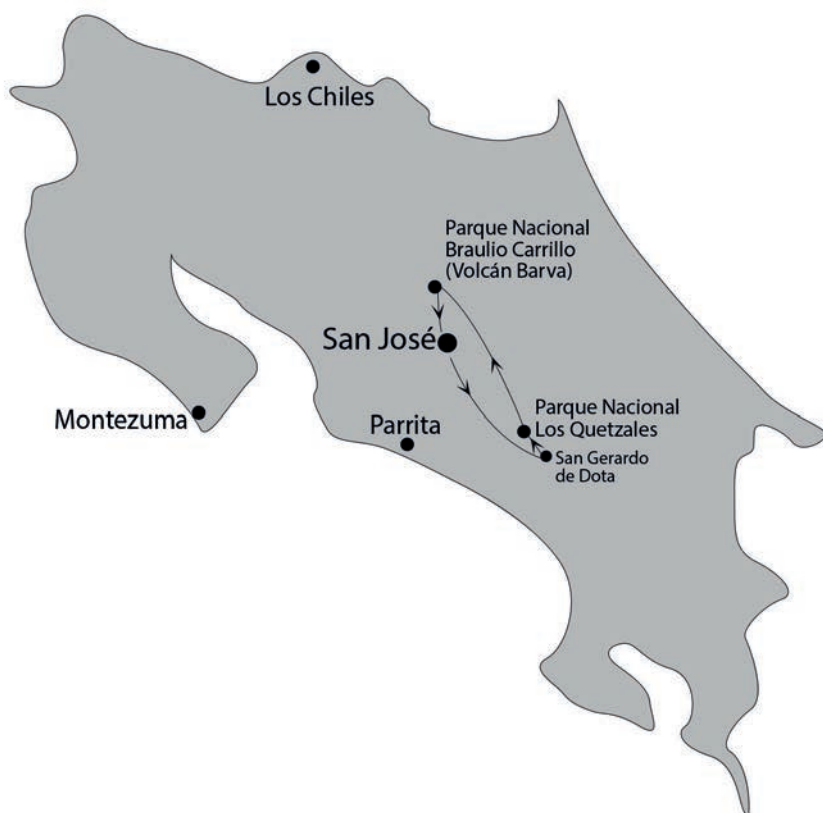 Los Chiles
Parque Nacional
Braulio Carrillo
(Volcán Barva)
San José
Montezuma
Parrita
Parque Nacional
Los Quetzales
San Gerardo
de Dota